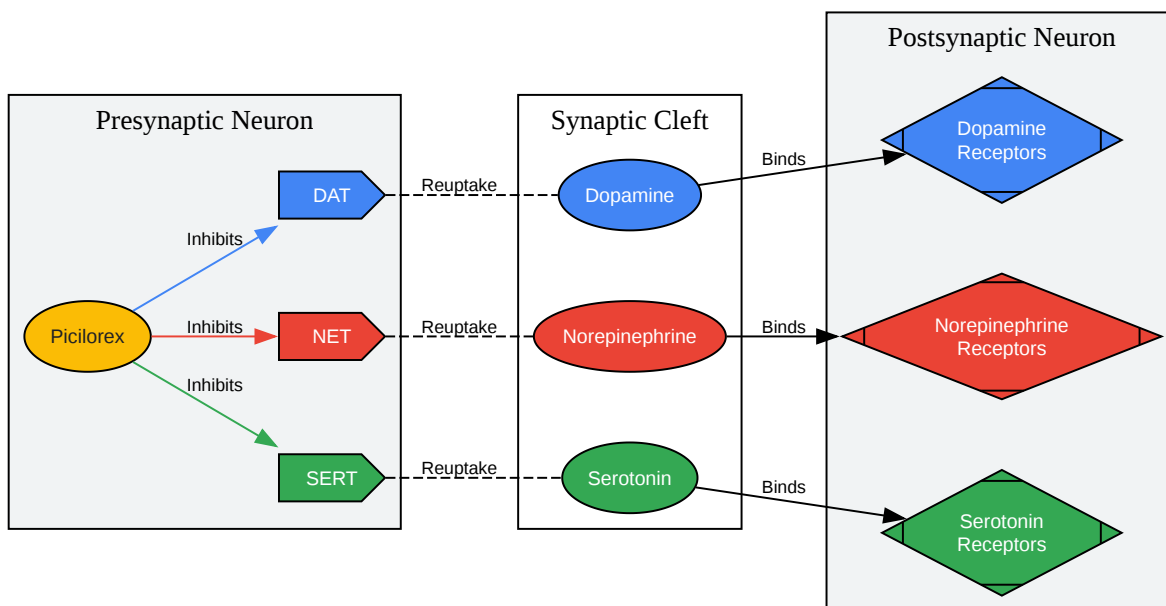 Postsynaptic Neuron
Presynaptic Neuron
Synaptic Cleft
Dopamine
Receptors
Binds
DAT
Reuptake
Dopamine
Inhibits
Picilorex
Inhibits
NET
Reuptake
Norepinephrine
Binds
Norepinephrine
Receptors
Inhibits
SERT
Reuptake
Serotonin
Binds
Serotonin
Receptors